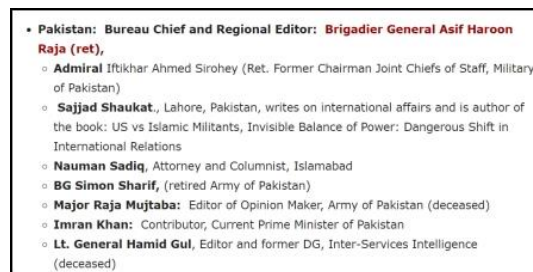 • Pakistan: Bureau Chief and Regional Editor: Brigadier General Asif Haroon
Raja (ret),
◦ Admiral Iftikhar Ahmed Sirohey (Ret. Former Chairman Joint Chiefs of Staff, Military
of Pakistan)
◦ Sajjad Shaukat., Lahore, Pakistan, writes on international affairs and is author of
the book: US vs Islamic Militants, Invisible Balance of Power: Dangerous Shift in
International Relations
◦ Nauman Sadiq, Attorney and Columnist, Islamabad
◦ BG Simon Sharif, (retired Army of Pakistan)
◦ Major Raja Mujtaba: Editor of Opinion Maker, Army of Pakistan (deceased)
◦ Imran Khan: Contributor, Current Prime Minister of Pakistan
◦ Lt. General Hamid Gul, Editor and former DG, Inter-Services Intelligence
(deceased)